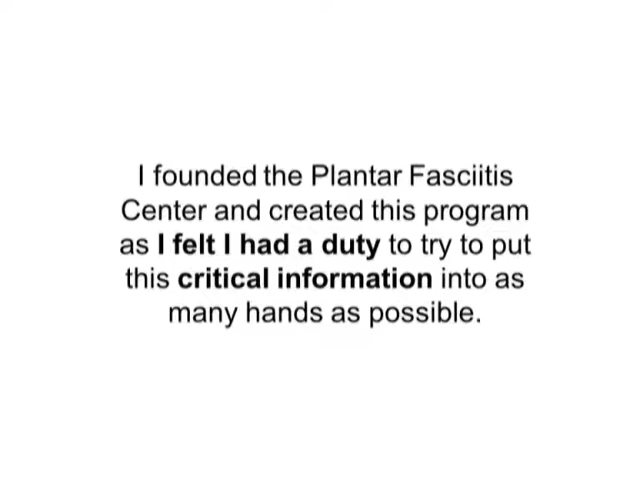 I founded the Plantar Fasciitis
Center and created this program
as I felt I had a duty to try to put
this critical information into as
many hands as possible.